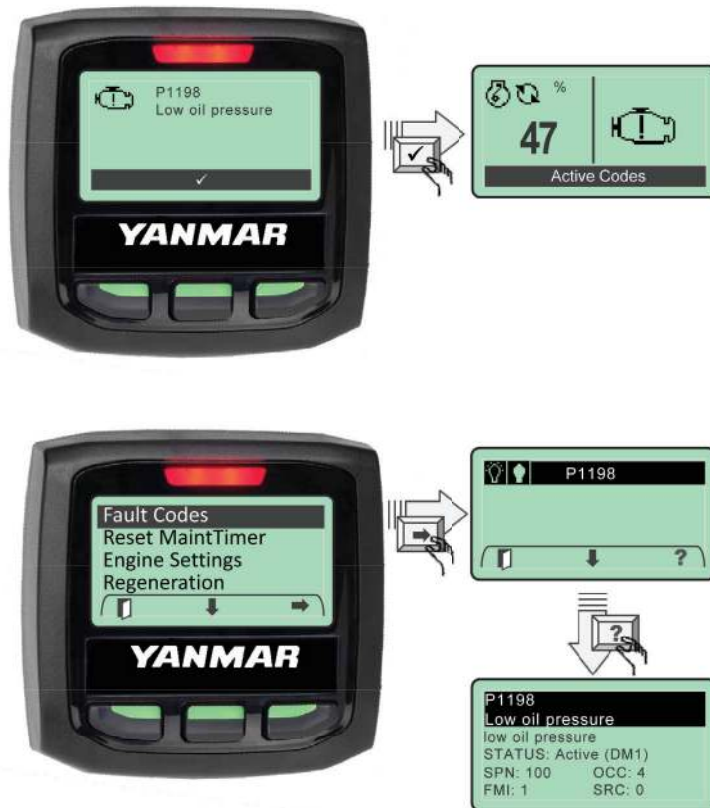 P1198
Low oil pressure
✓
YANMAR
✓
%
47
Active Codes
Fault Codes
Reset MaintTimer
Engine Settings
Regeneration
YANMAR
➡
P1198
?
?
P1198
Low oil pressure
low oil pressure
STATUS: Active (DM1)
SPN: 100 OCC: 4
FMI: 1 SRC: 0